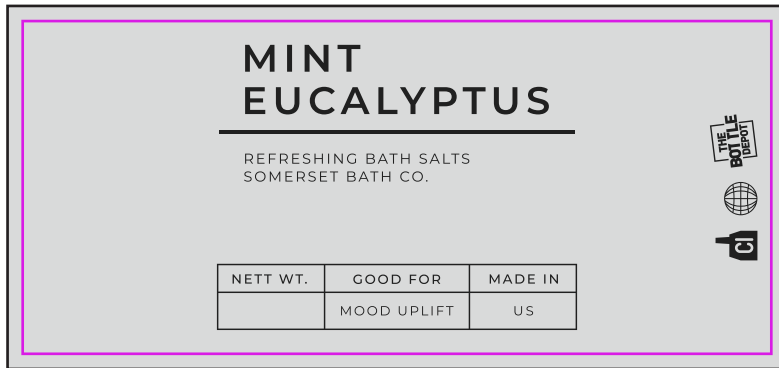 MINT
EUCALYPTUS
REFRESHING BATH SALTS
SOMERSET BATH CO.
NETT WT. GOOD FOR MADE IN
MOOD UPLIFT US
THE
BOTTLE
DEPOT
CI